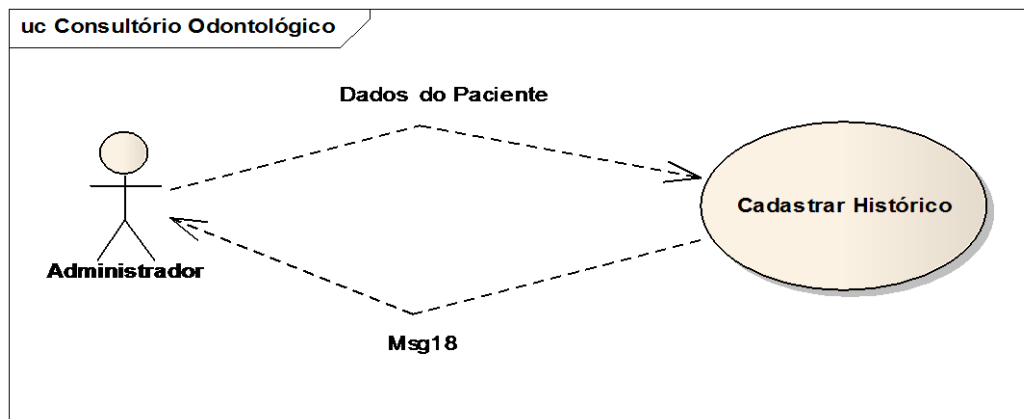 uc Consultório Odontológico
Dados do Paciente
Cadastrar Histórico
Administrador
Msg18